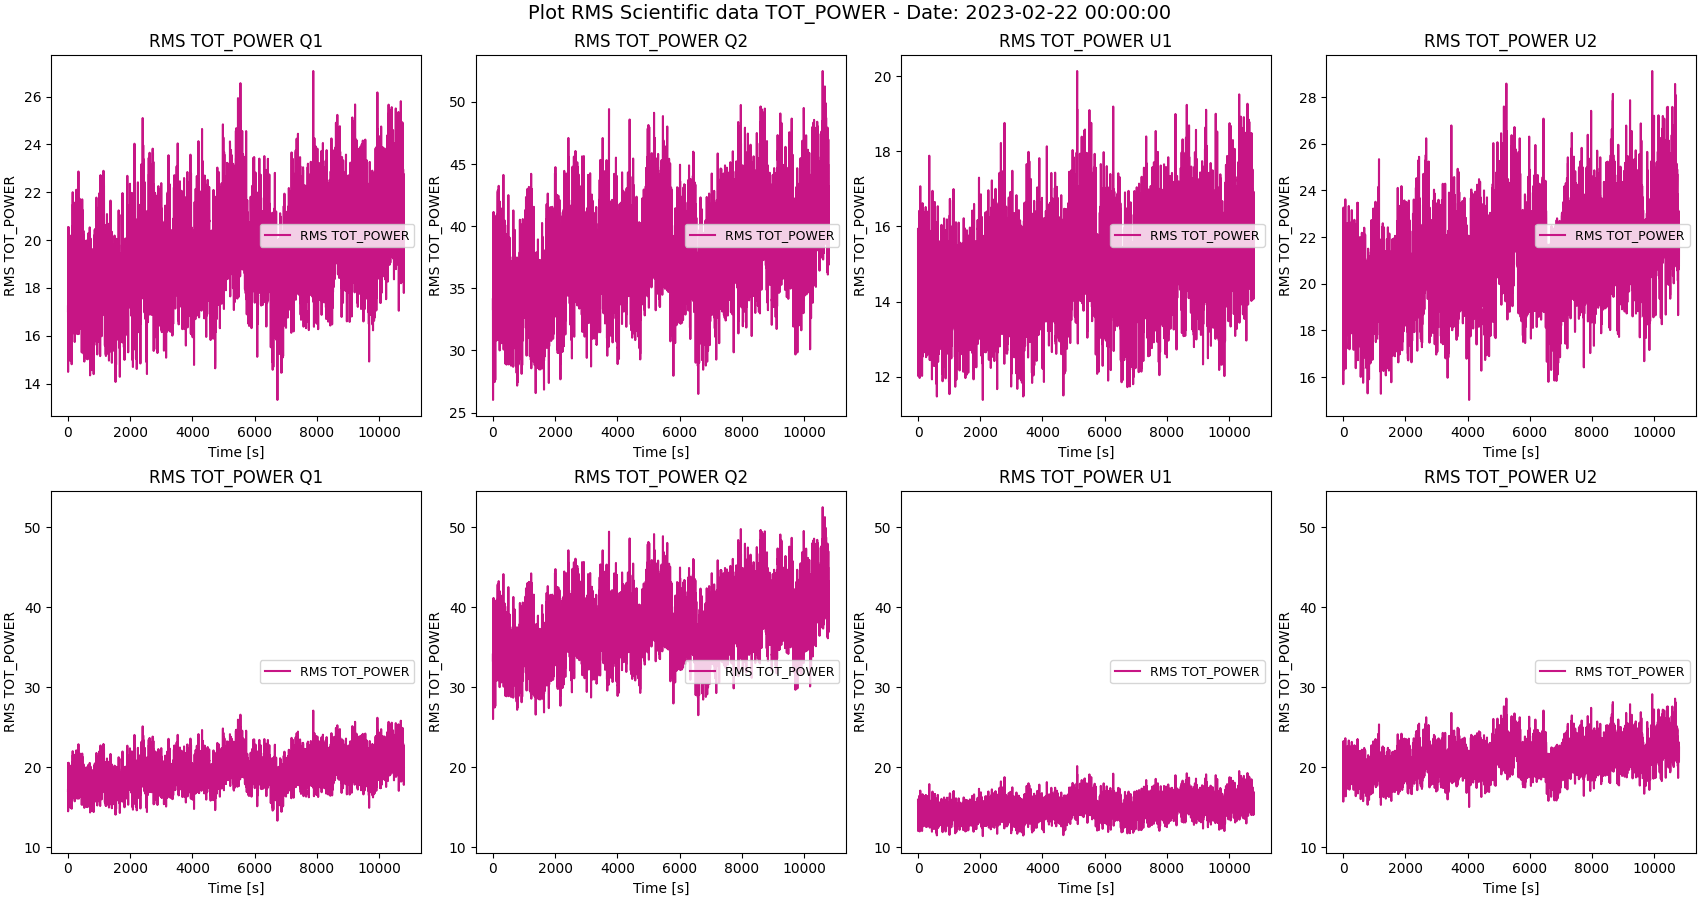 Plot RMS Scientific data TOT_POWER - Date: 2023-02-22 00:00:00
RMS TOT_POWER Q1
RMS TOT_POWER
26
24
22
20
18
16
14
RMS TOT_POWER
0 2000 4000 6000 8000 10000
Time [s]
RMS TOT_POWER Q2
RMS TOT_POWER
50
45
40
35
30
25
RMS TOT_POWER
0 2000 4000 6000 8000 10000
Time [s]
RMS TOT_POWER U1
RMS TOT_POWER
20
18
16
14
12
RMS TOT_POWER
0 2000 4000 6000 8000 10000
Time [s]
RMS TOT_POWER U2
RMS TOT_POWER
28
26
24
22
20
18
16
RMS TOT_POWER
0 2000 4000 6000 8000 10000
Time [s]
RMS TOT_POWER Q1
RMS TOT_POWER
50
40
30
20
10
RMS TOT_POWER
0 2000 4000 6000 8000 10000
Time [s]
RMS TOT_POWER Q2
RMS TOT_POWER
50
40
30
20
10
RMS TOT_POWER
0 2000 4000 6000 8000 10000
Time [s]
RMS TOT_POWER U1
RMS TOT_POWER
50
40
30
20
10
RMS TOT_POWER
0 2000 4000 6000 8000 10000
Time [s]
RMS TOT_POWER U2
RMS TOT_POWER
50
40
30
20
10
RMS TOT_POWER
0 2000 4000 6000 8000 10000
Time [s]